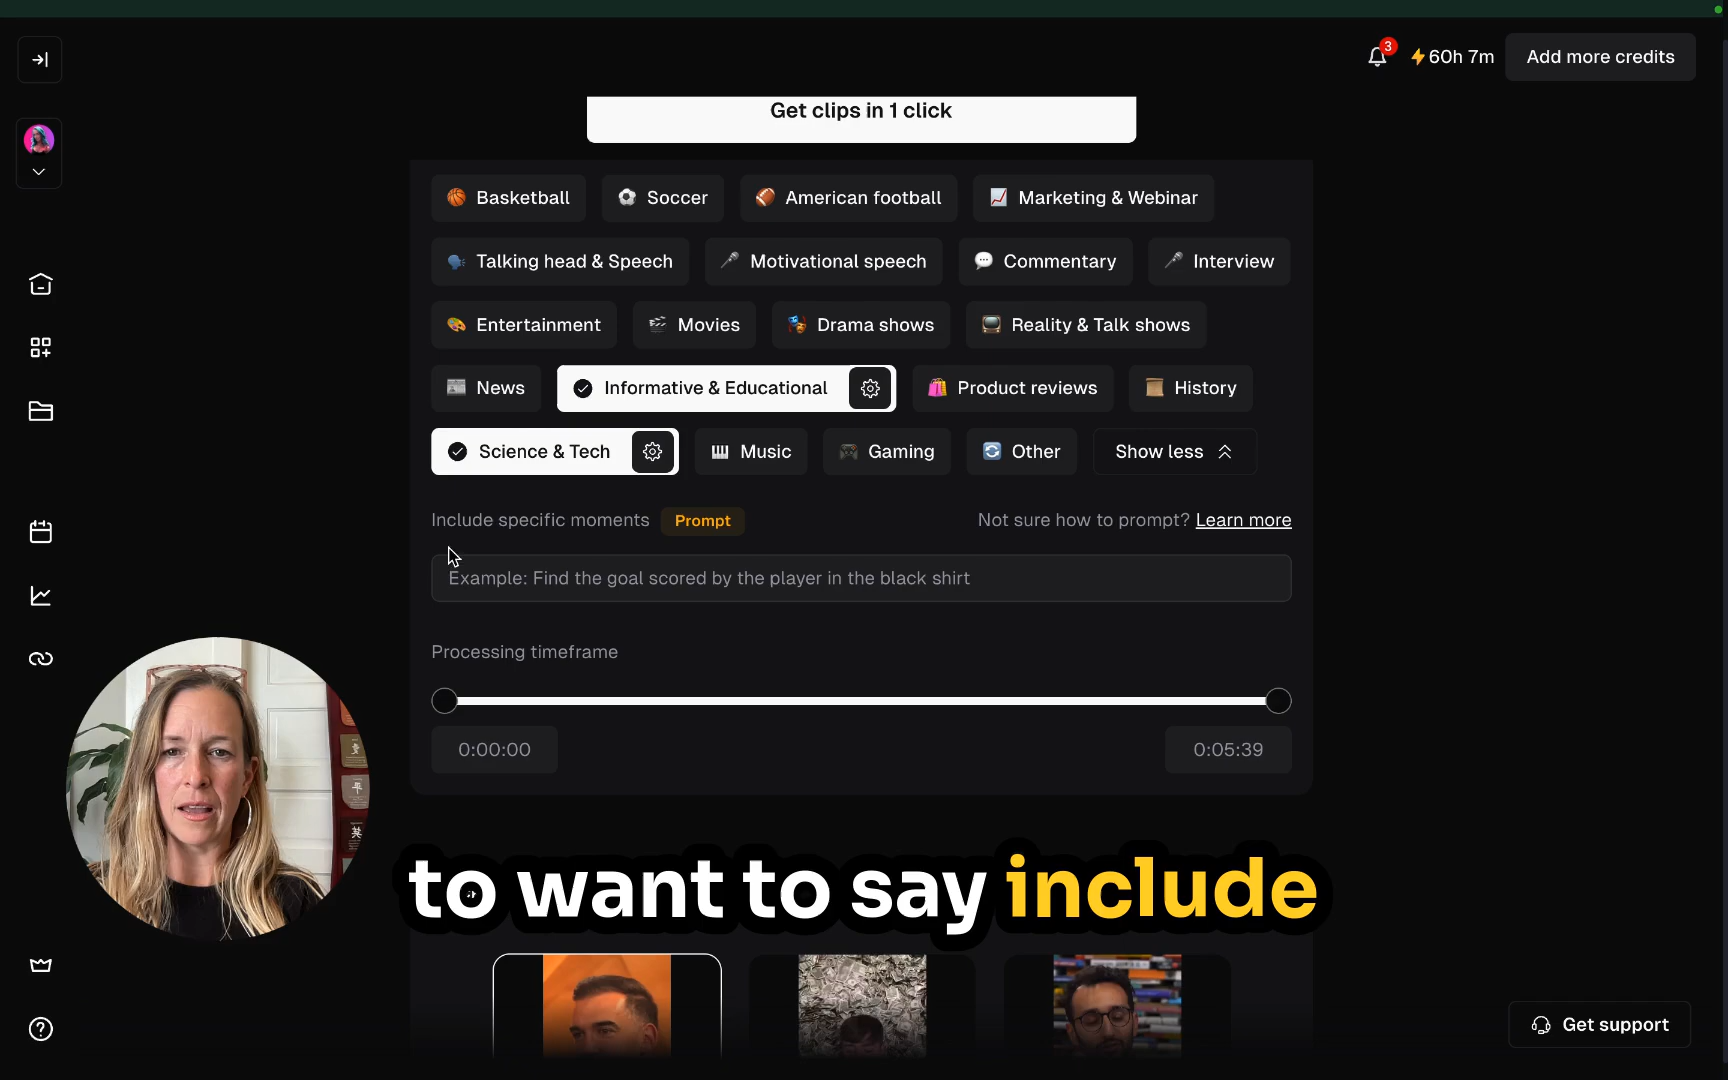 3
60h 7m
Add more credits
Get clips in 1 click
Basketball Soccer American football Marketing & Webinar
Talking head & Speech Motivational speech Commentary Interview
Entertainment Movies Drama shows Reality & Talk shows
News Informative & Educational Product reviews History
Science & Tech Music Gaming Other Show less
Include specific moments Prompt Not sure how to prompt? Learn more
Example: Find the goal scored by the player in the black shirt
Processing timeframe
0:00:00 0:05:39
to want to say include
Get support